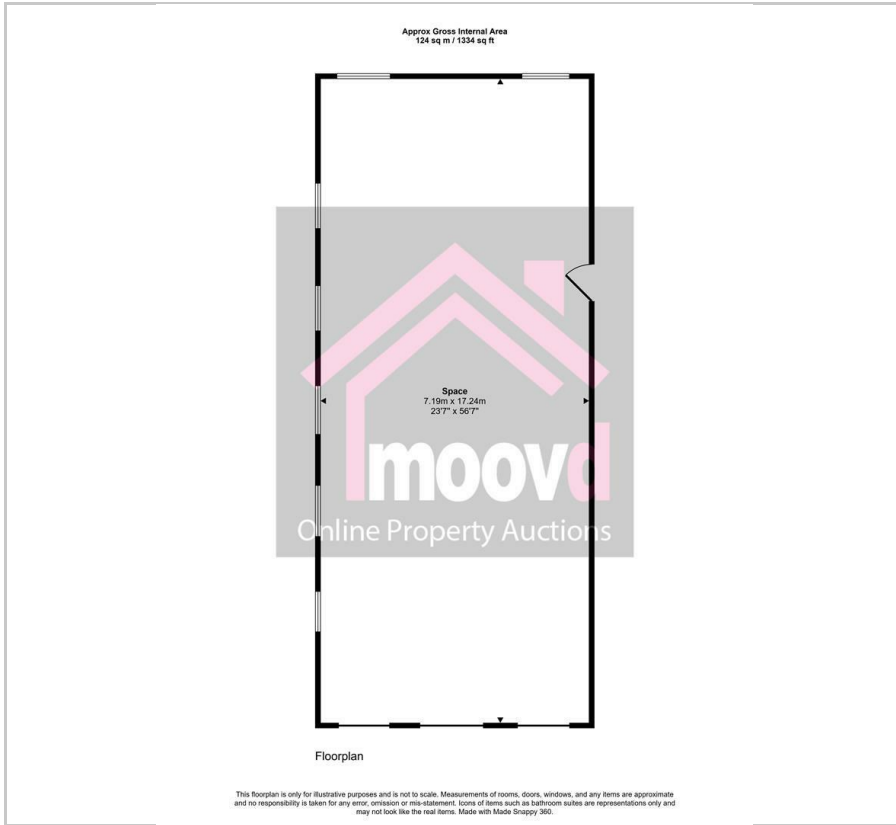 Approx Gross Internal Area
124 sq m / 1334 sq ft
Space
7.19m x 17.24m
23'7" x 56'7"
moovd
Online Property Auctions
Floorplan
This floorplan is only for illustrative purposes and is not to scale. Measurements of rooms, doors, windows, and any items are approximate
and no responsibility is taken for any error, omission or mis-statement. Icons of items such as bathroom suites are representations only and
may not look like the real items. Made with Made Snappy 360.